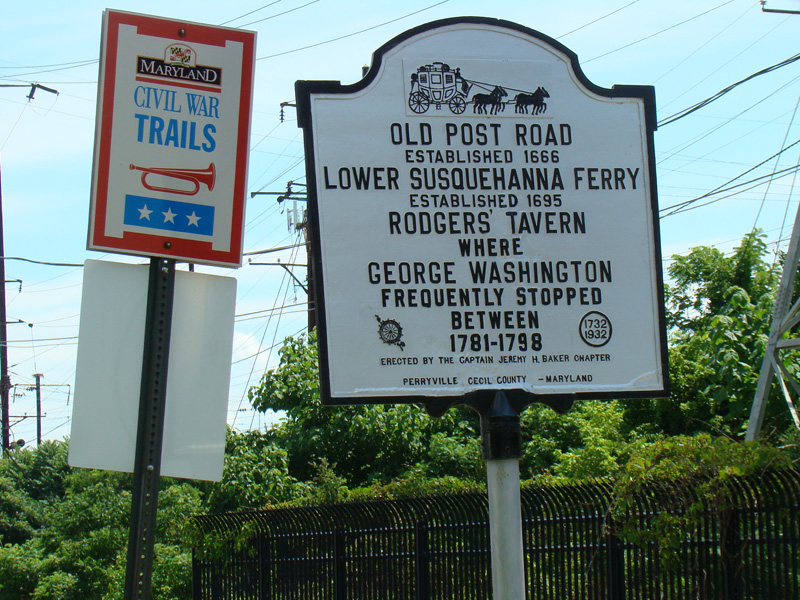 MARYLAND
CIVIL WAR
TRAILS
OLD POST ROAD
ESTABLISHED 1666
LOWER SUSQUEHANNA FERRY
ESTABLISHED 1695
RODGERS' TAVERN
WHERE
GEORGE WASHINGTON
FREQUENTLY STOPPED
BETWEEN
1781-1798
1732
1932
ERECTED BY THE CAPTAIN JEREMY H. BAKER CHAPTER
PERRYVILLE CECIL COUNTY - MARYLAND